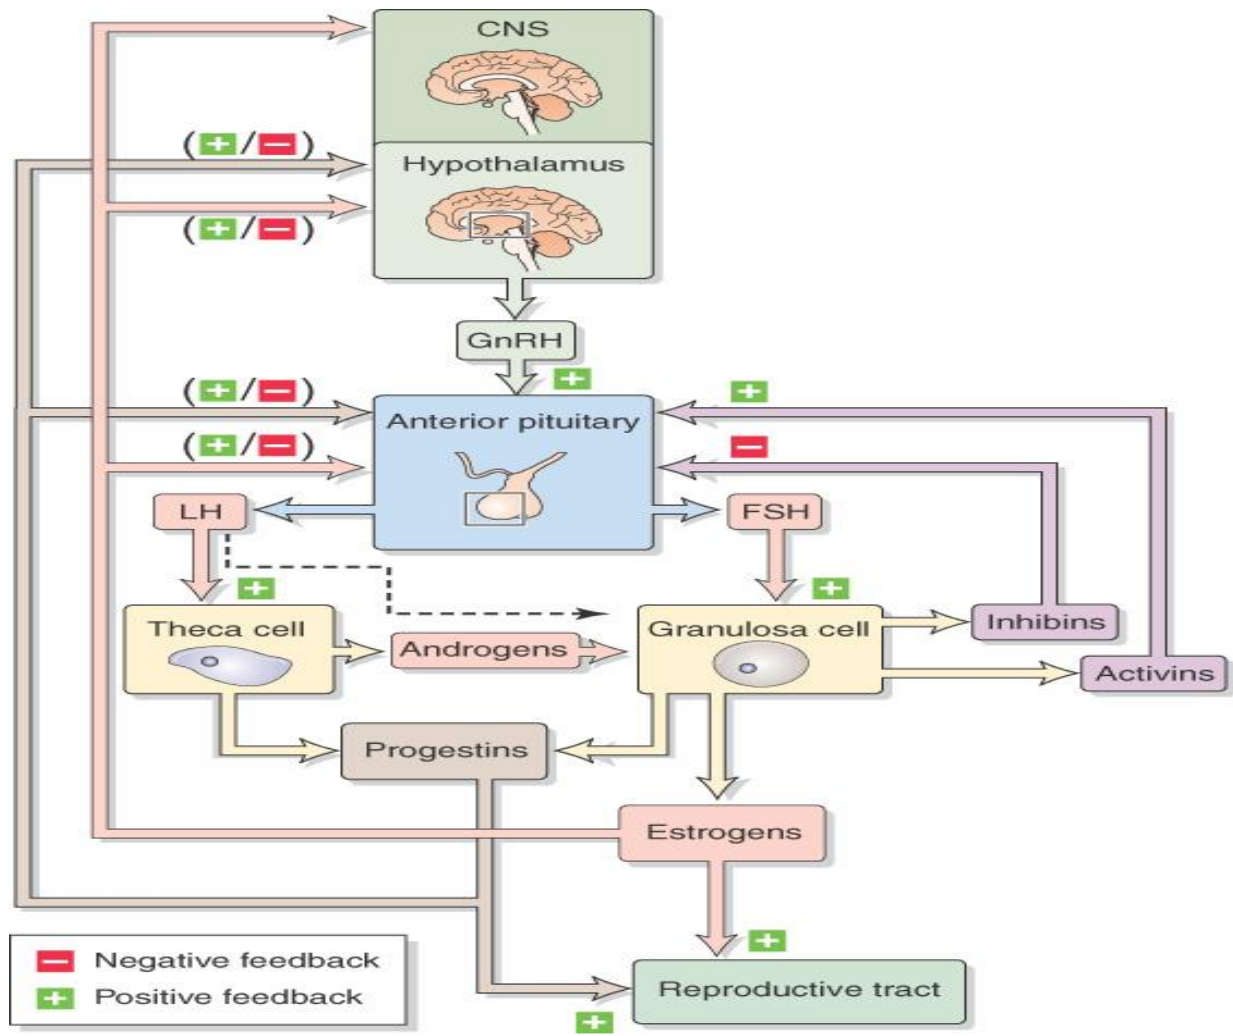 CNS
(+/−)
Hypothalamus
(+/−)
GnRH
+
(+/−)
+
Anterior pituitary
(+/−)
−
LH
FSH
+
+
Theca cell
Androgens
Granulosa cell
Inhibins
Activins
Progestins
Estrogens
+
− Negative feedback
+ Positive feedback
Reproductive tract
+